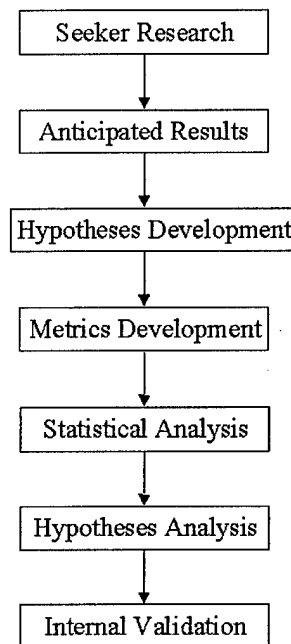 Seeker Research
Anticipated Results
Hypotheses Development
Metrics Development
Statistical Analysis
Hypotheses Analysis
Internal Validation